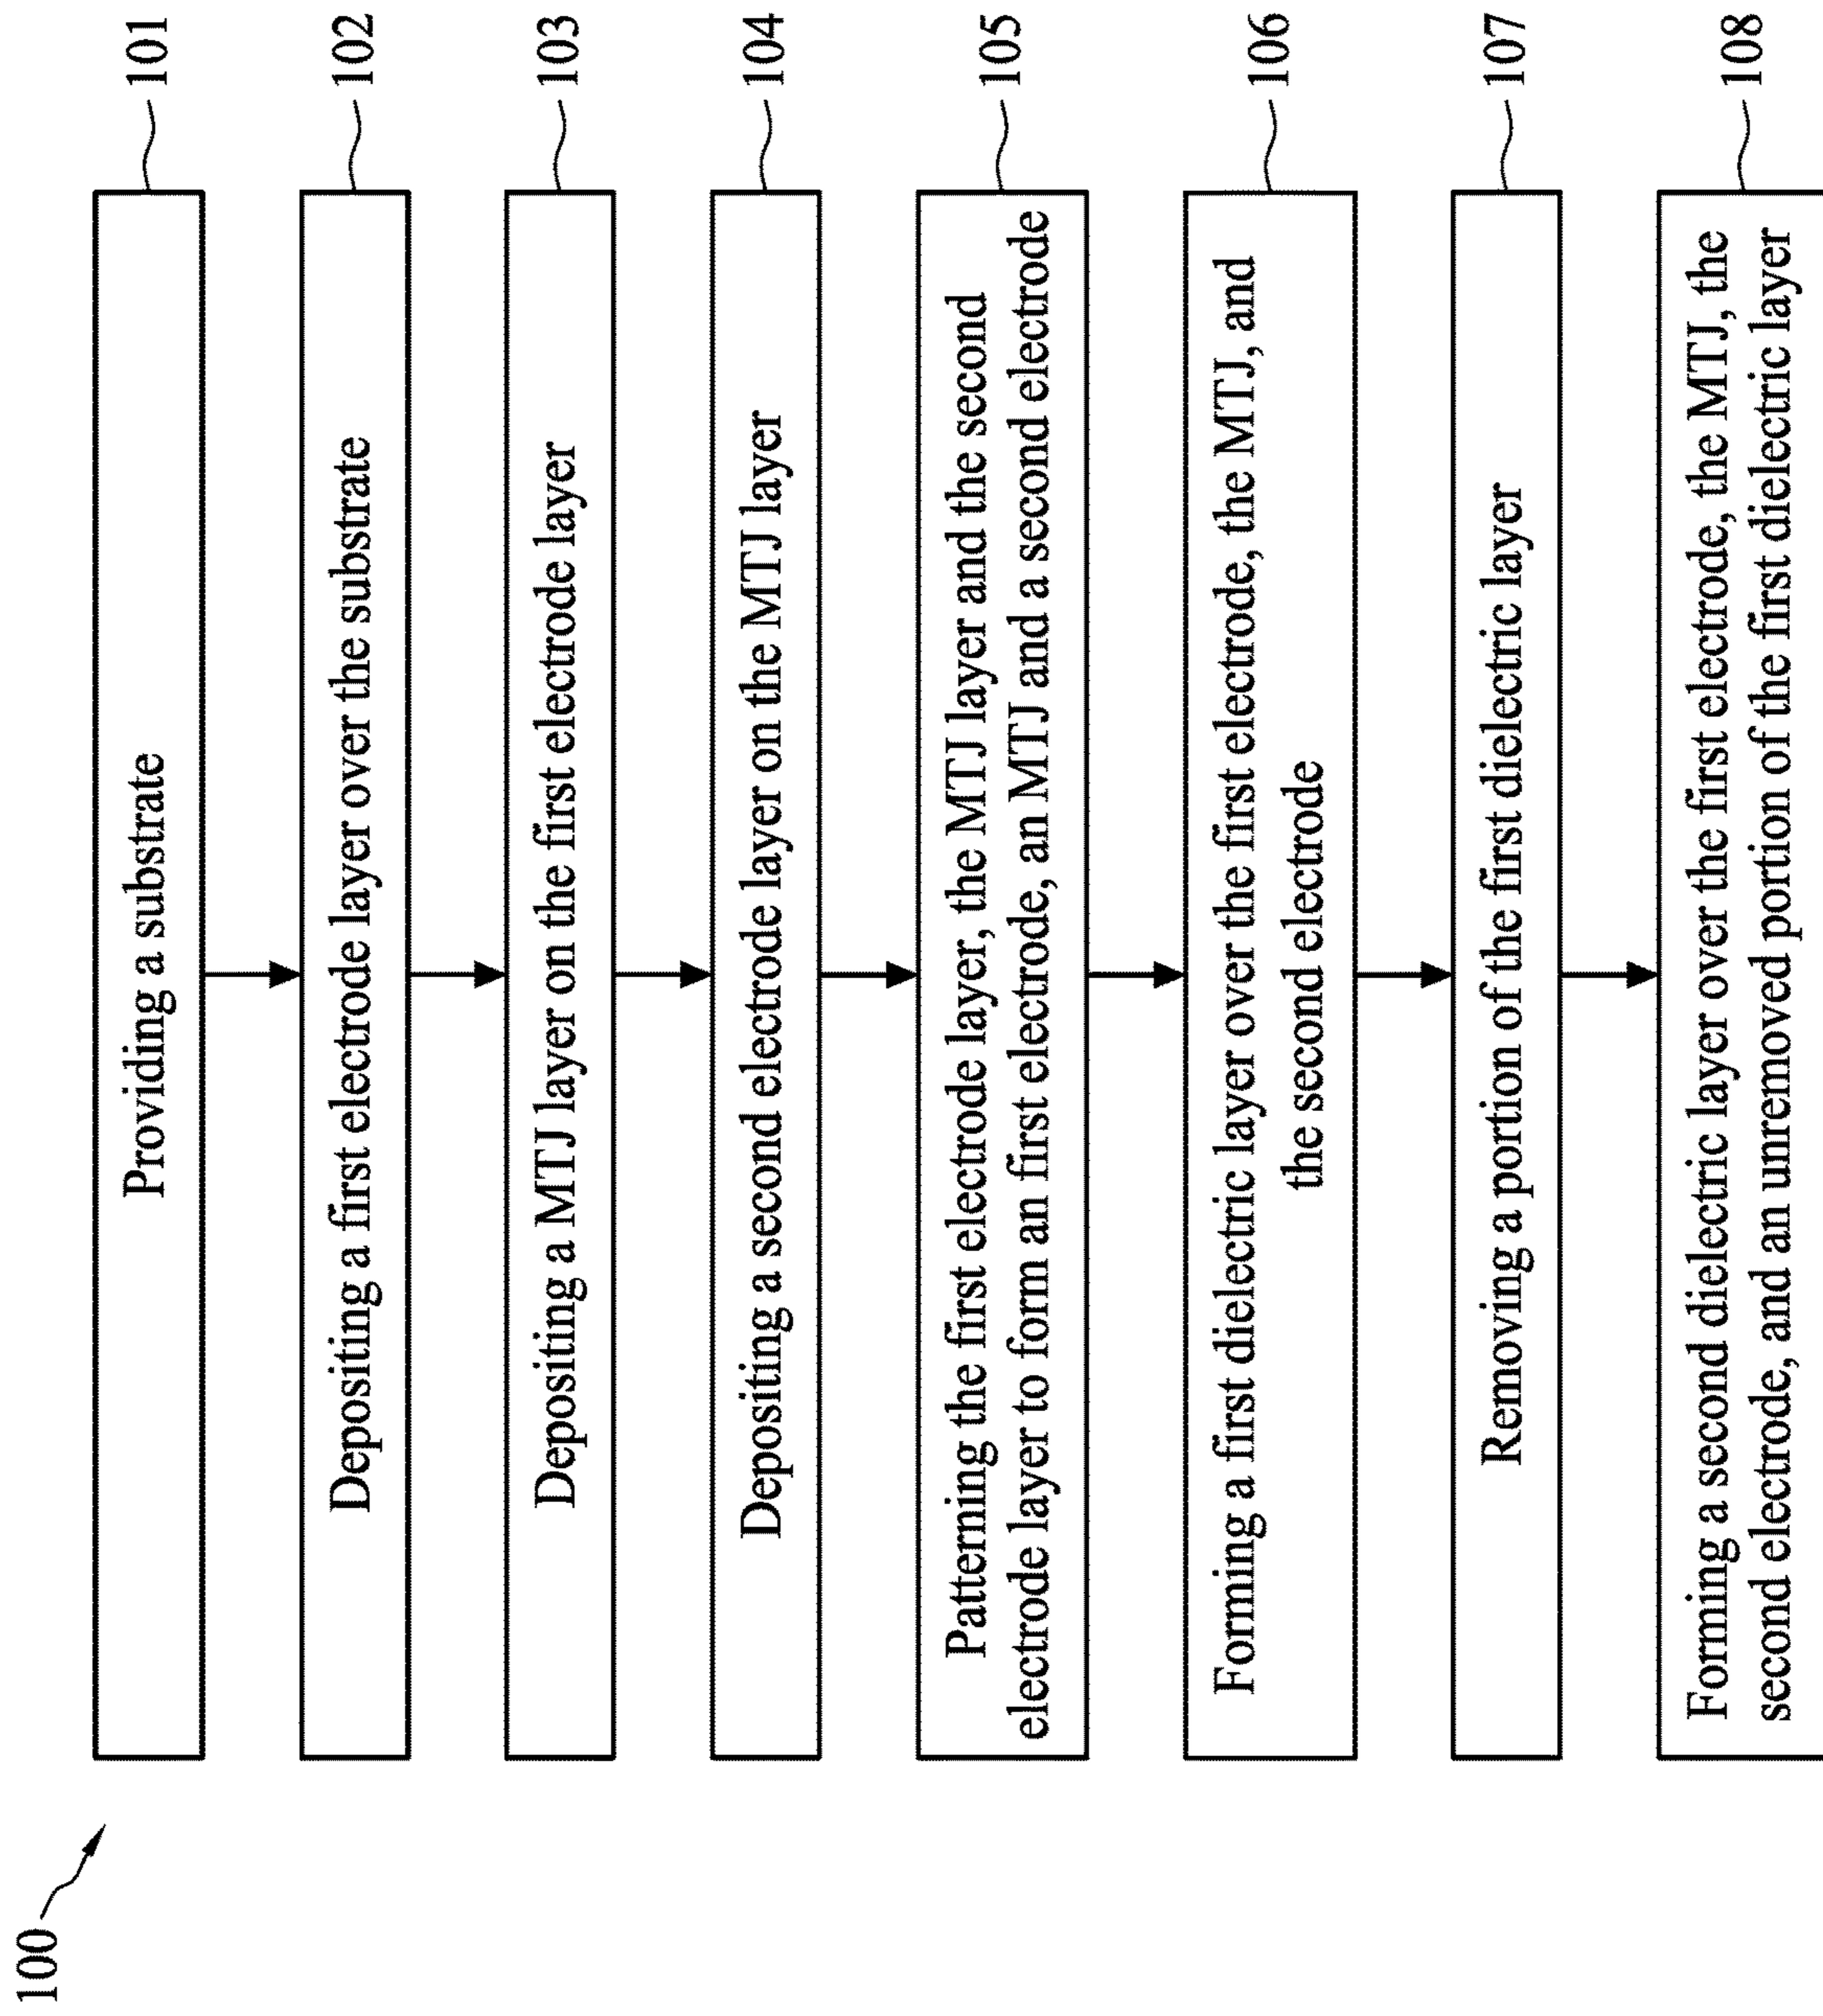 100
Providing a substrate
101
Depositing a first electrode layer over the substrate
102
Depositing a MTJ layer on the first electrode layer
103
Depositing a second electrode layer on the MTJ layer
104
Patterning the first electrode layer, the MTJ layer and the second
electrode layer to form an first electrode, an MTJ and a second electrode
105
Forming a first dielectric layer over the first electrode, the MTJ, and
the second electrode
106
Removing a portion of the first dielectric layer
107
Forming a second dielectric layer over the first electrode, the MTJ, the
second electrode, and an unremoved portion of the first dielectric layer
108